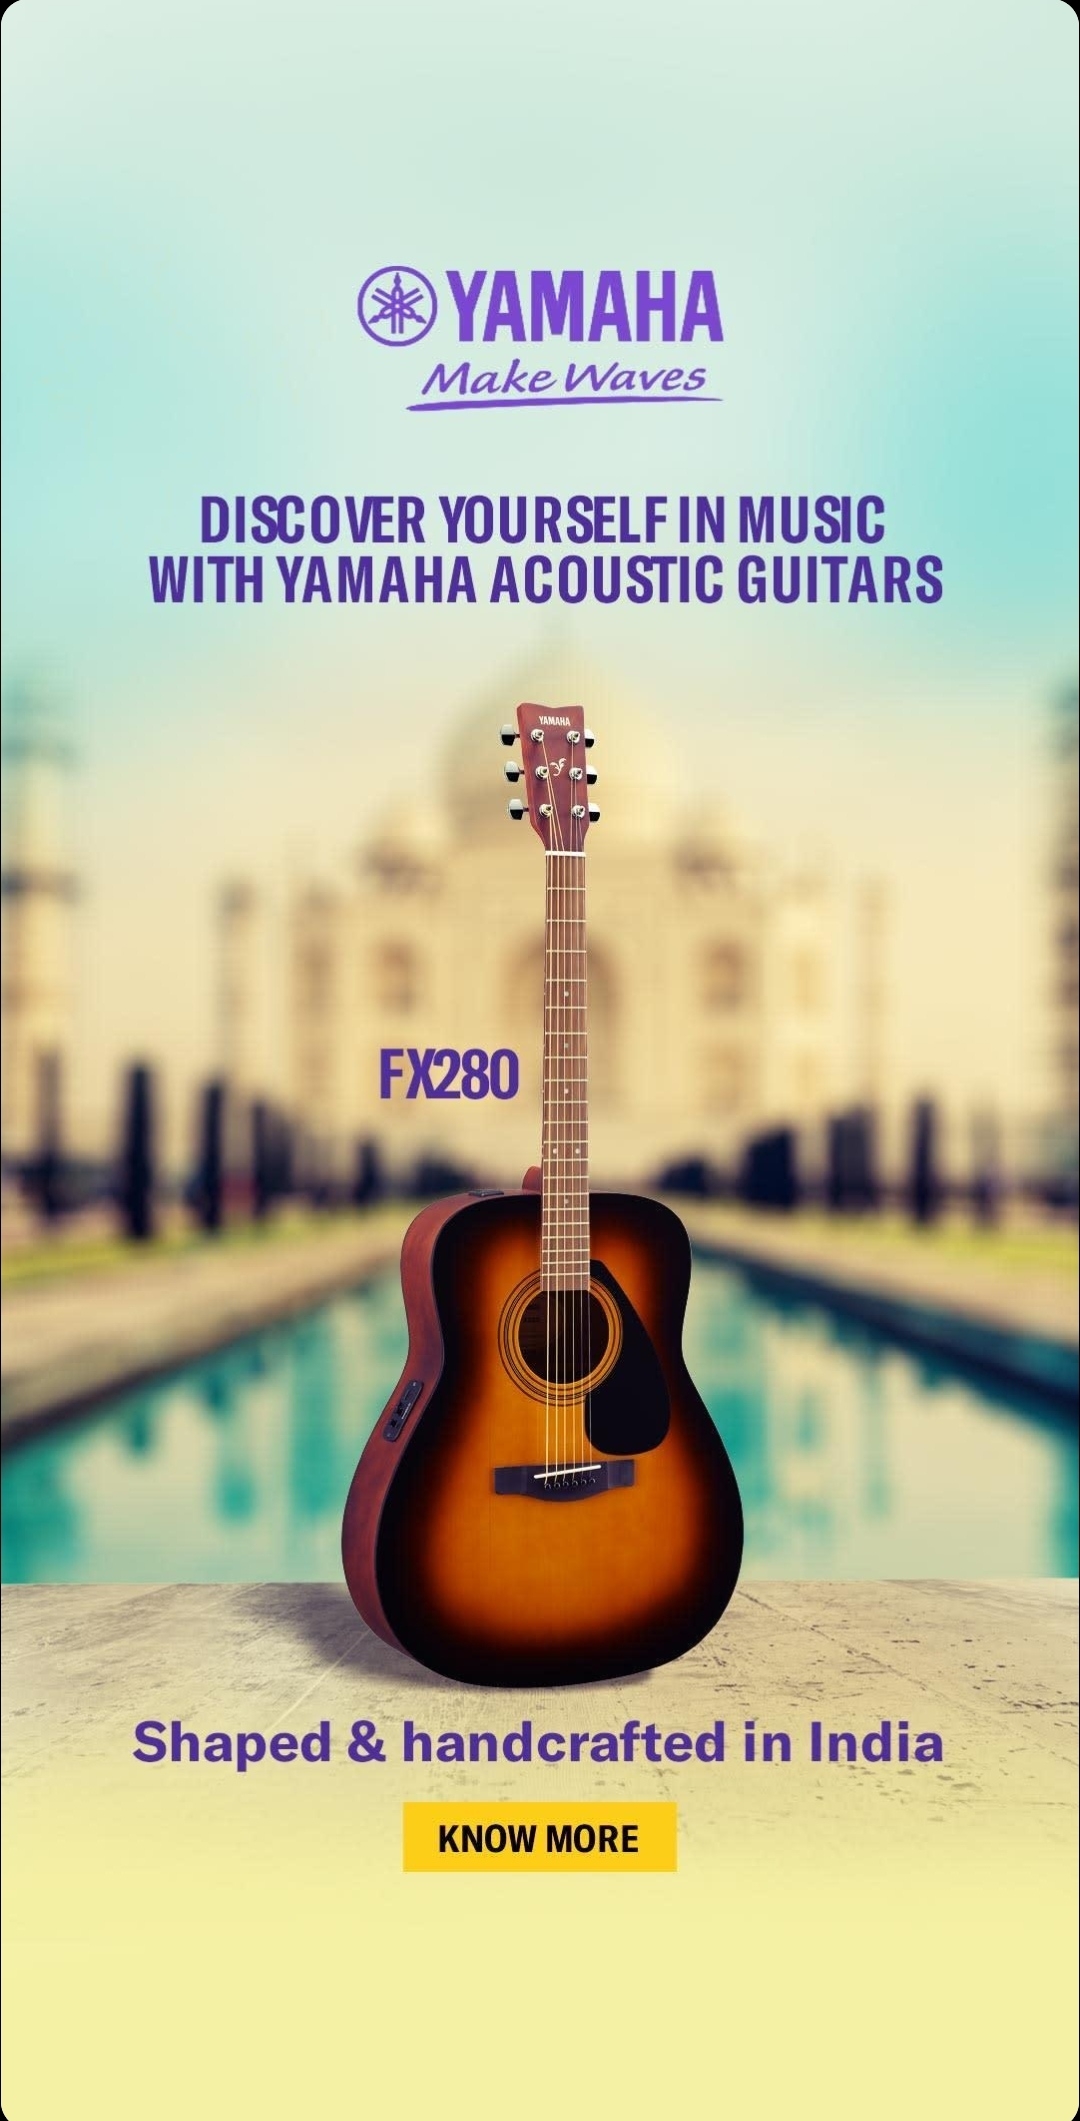 YAMAHA
Make Waves
DISCOVER YOURSELF IN MUSIC
WITH YAMAHA ACOUSTIC GUITARS
YAMAHA
FX280
Shaped & handcrafted in India
KNOW MORE